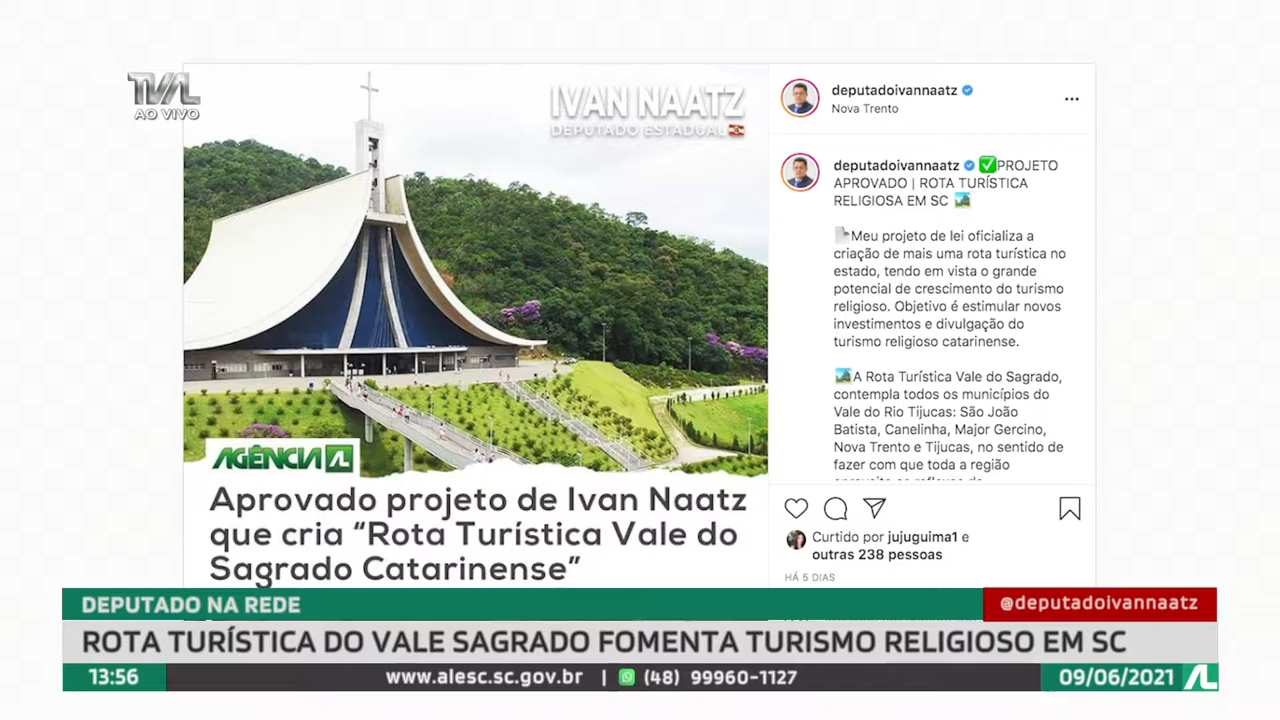 TVAL
AO VIVO
IVAN NAATZ
DEPUTADO ESTADUAL
AGÊNCIA AL
Aprovado projeto de Ivan Naatz
que cria “Rota Turística Vale do
Sagrado Catarinense”
deputadoivannaatz
Nova Trento
deputadoivannaatz ✅PROJETO
APROVADO | ROTA TURÍSTICA
RELIGIOSA EM SC
Meu projeto de lei oficializa a
criação de mais uma rota turística no
estado, tendo em vista o grande
potencial de crescimento do turismo
religioso. Objetivo é estimular novos
investimentos e divulgação do
turismo religioso catarinense.
A Rota Turística Vale do Sagrado,
contempla todos os municípios do
Vale do Rio Tijucas: São João
Batista, Canelinha, Major Gercino,
Nova Trento e Tijucas, no sentido de
fazer com que toda a região
Curtido por jujuguima1 e
outras 238 pessoas
HÁ 5 DIAS
DEPUTADO NA REDE
@deputadoivannaatz
ROTA TURÍSTICA DO VALE SAGRADO FOMENTA TURISMO RELIGIOSO EM SC
13:56
www.alesc.sc.gov.br | (48) 99960-1127
09/06/2021